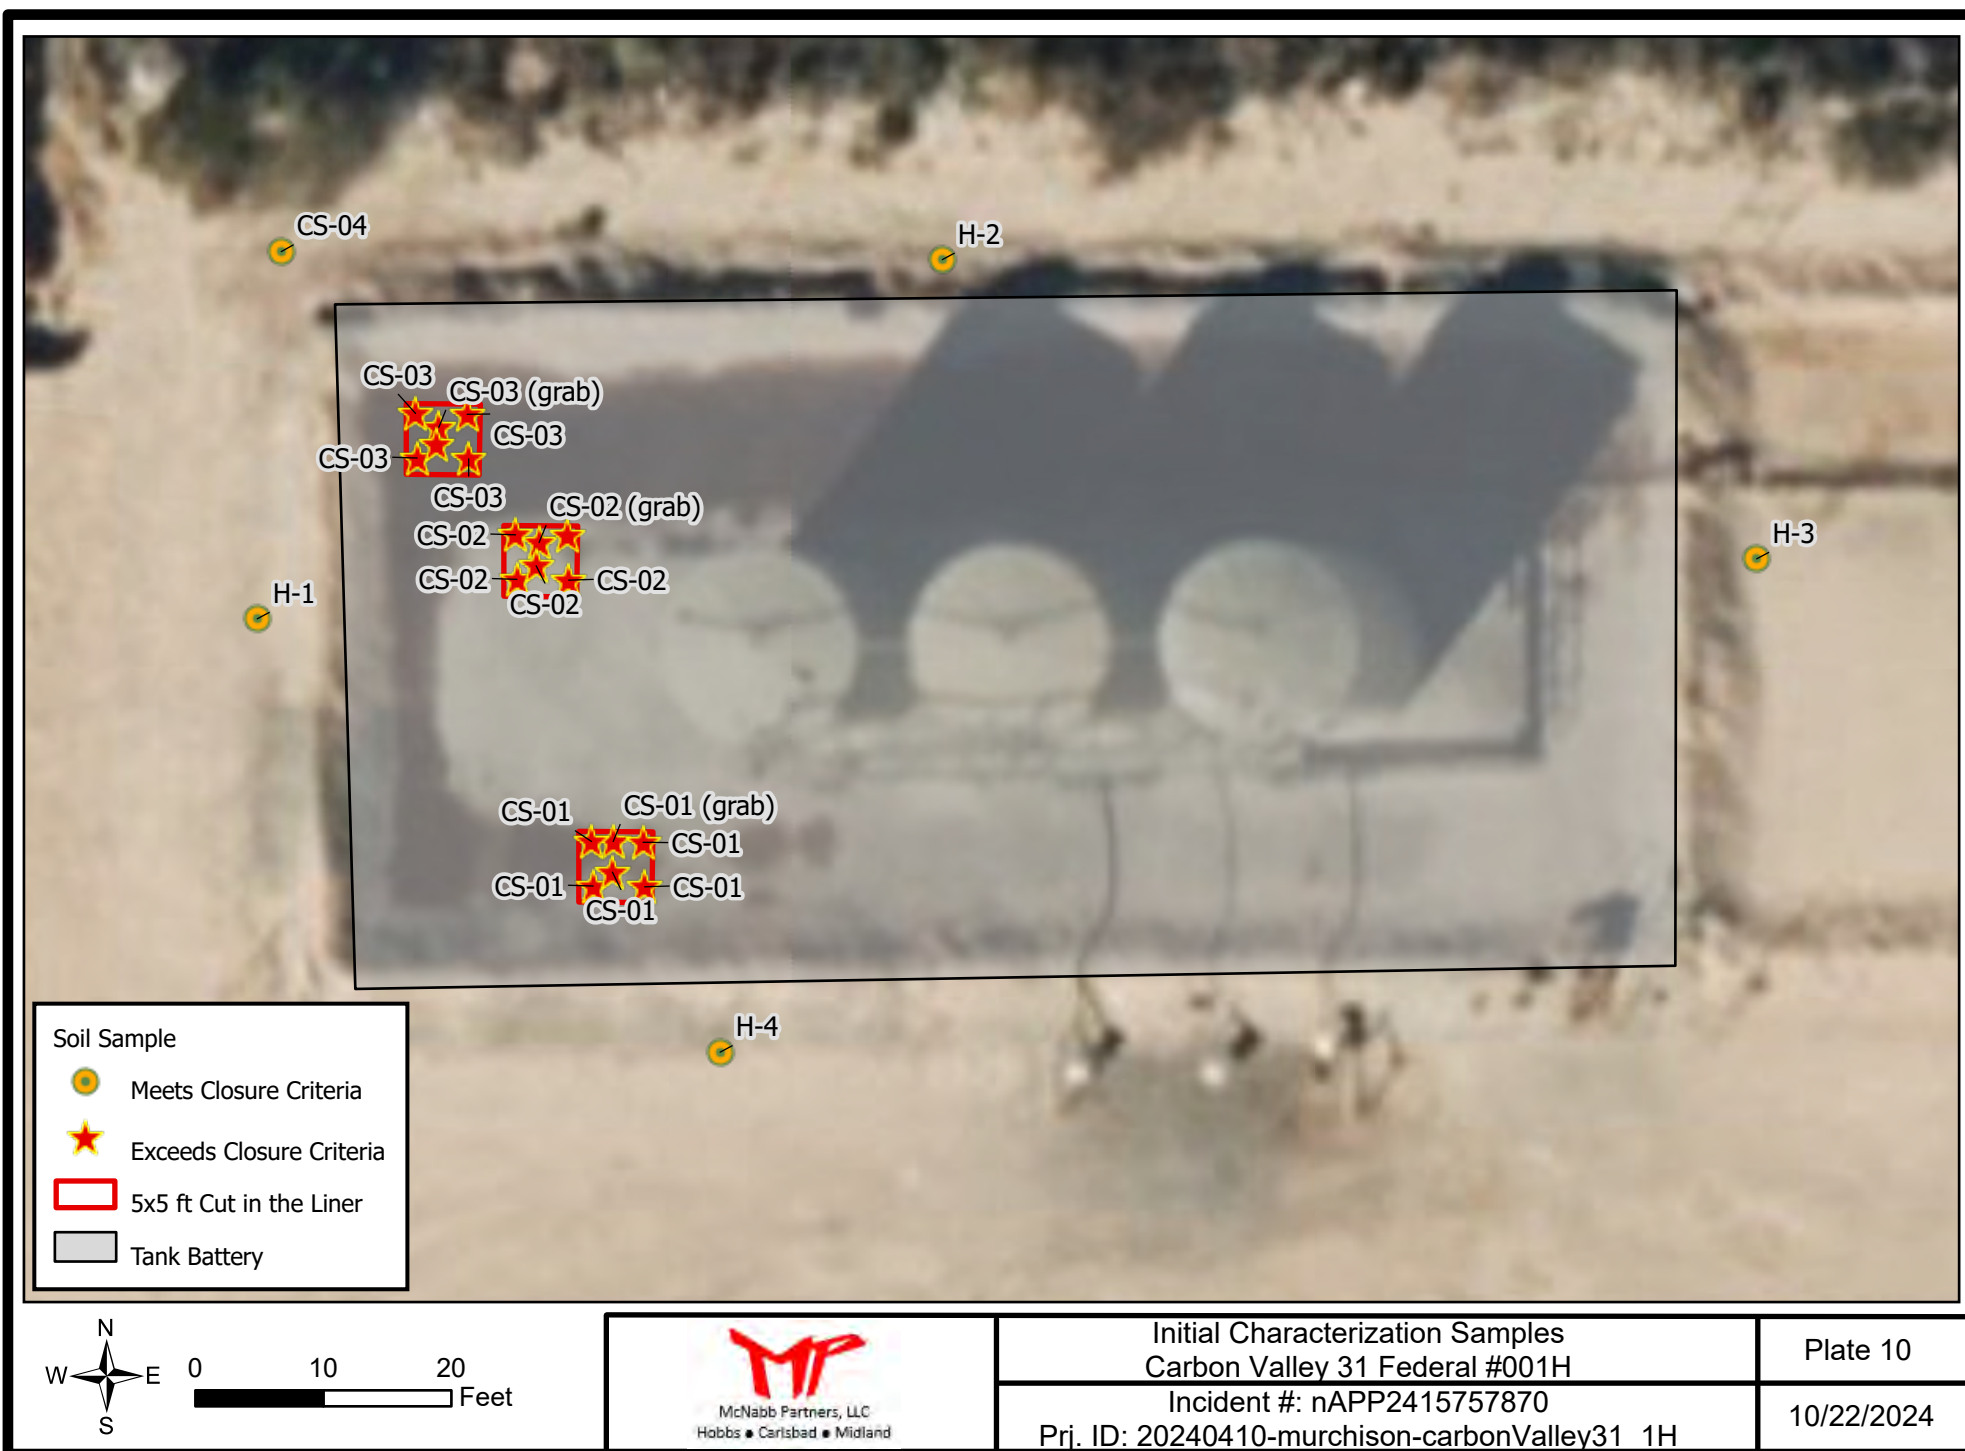 CS-04
H-2
CS-03
CS-03 (grab)
CS-03
CS-03
CS-03
CS-02 (grab)
CS-02
CS-02
CS-02
CS-02
H-3
H-1
CS-01
CS-01 (grab)
CS-01
CS-01
CS-01
CS-01
H-4
Soil Sample
Meets Closure Criteria
Exceeds Closure Criteria
5x5 ft Cut in the Liner
Tank Battery
N
W E
S
0 10 20
Feet
McNabb Partners, LLC
Hobbs • Carlsbad • Midland
Initial Characterization Samples
Carbon Valley 31 Federal #001H
Incident #: nAPP2415757870
Prj. ID: 20240410-murchison-carbonValley31_1H
Plate 10
10/22/2024